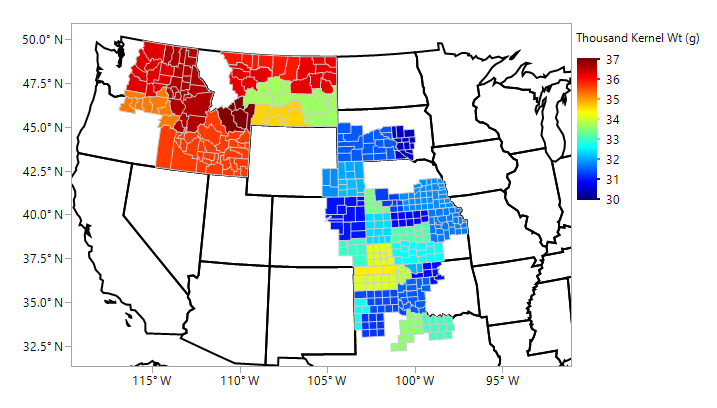 Thousand Kernel Wt (g)
37
36
35
34
33
32
31
30
50.0° N
47.5° N
45.0° N
42.5° N
40.0° N
37.5° N
35.0° N
32.5° N
115° W 110° W 105° W 100° W 95° W